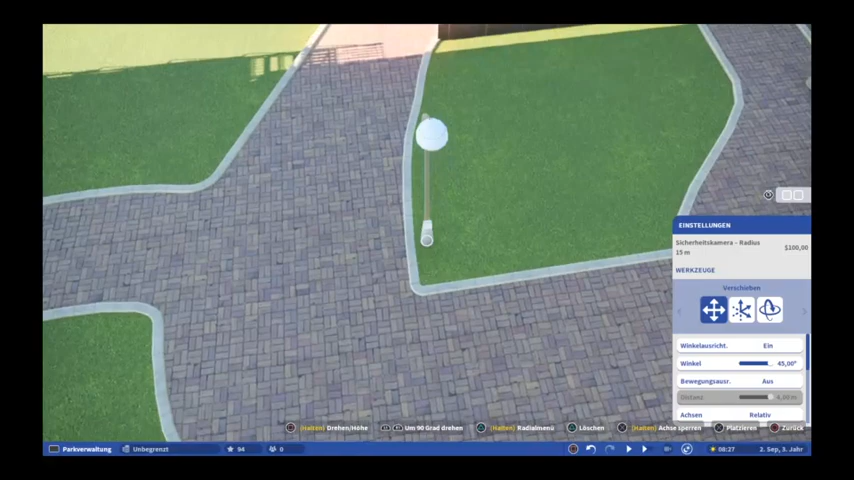 EINSTELLUNGEN
Sicherheitskamera – Radius
15 m
$100,00
WERKZEUGE
Verschieben
Winkelausricht. Ein
Winkel 45,00°
Bewegungsausr. Aus
Distanz 4,00 m
Achsen Relativ
(Halten) Drehen/Höhe Um 90 Grad drehen (Halten) Radialmenü Löschen (Halten) Achse sperren Platzieren Zurück
Parkverwaltung Unbegrenzt 94 0 08:27 2. Sep, 3. Jahr